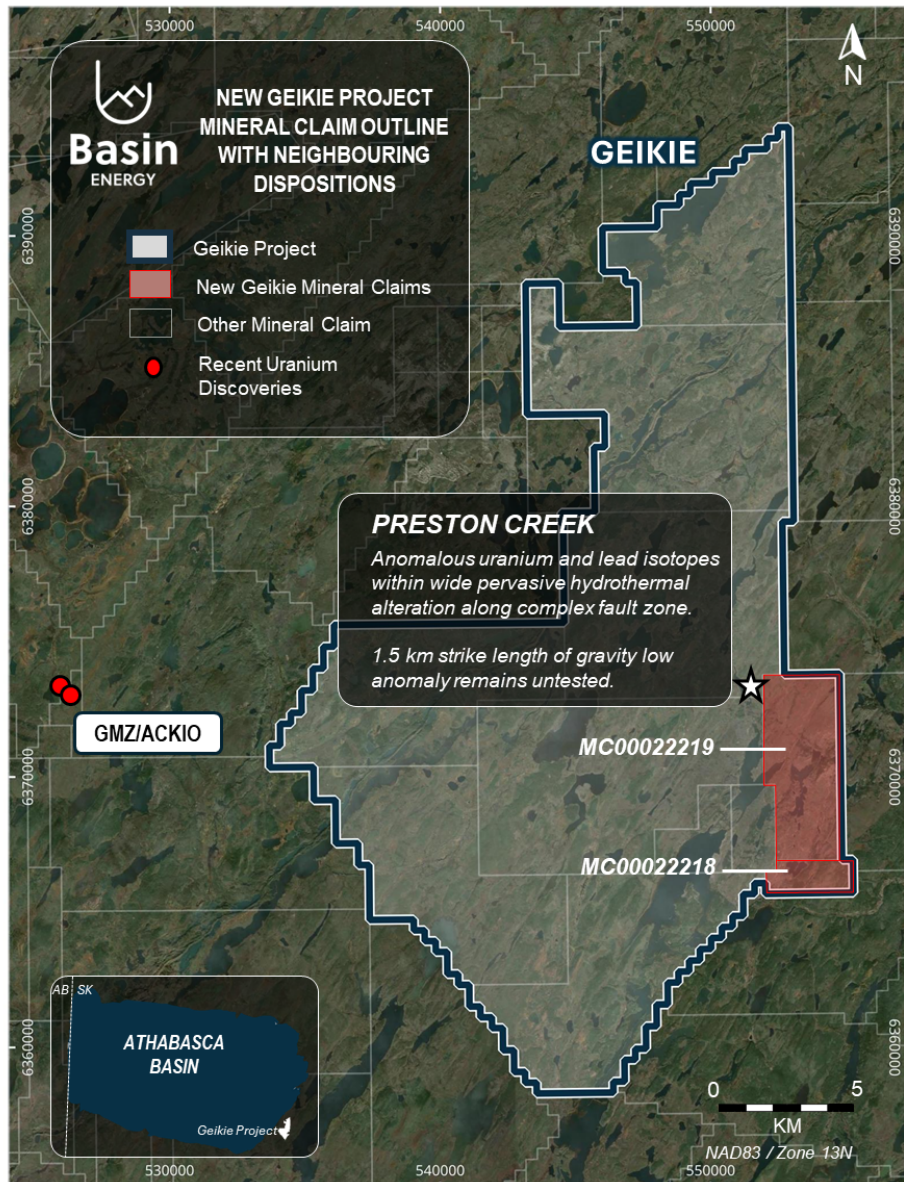 530000
540000
550000
Basin
ENERGY
NEW GEIKIE PROJECT
MINERAL CLAIM OUTLINE
WITH NEIGHBOURING
DISPOSITIONS
Geikie Project
New Geikie Mineral Claims
Other Mineral Claim
Recent Uranium
Discoveries
N
GEIKIE
6390000
6390000
6380000
6380000
PRESTON CREEK
Anomalous uranium and lead isotopes
within wide pervasive hydrothermal
alteration along complex fault zone.
1.5 km strike length of gravity low
anomaly remains untested.
GMZ/ACKIO
MC00022219
6370000
6370000
MC00022218
AB SK
ATHABASCA
BASIN
Geikie Project
6360000
6360000
0 5
KM
NAD83 / Zone 13N
530000
540000
550000